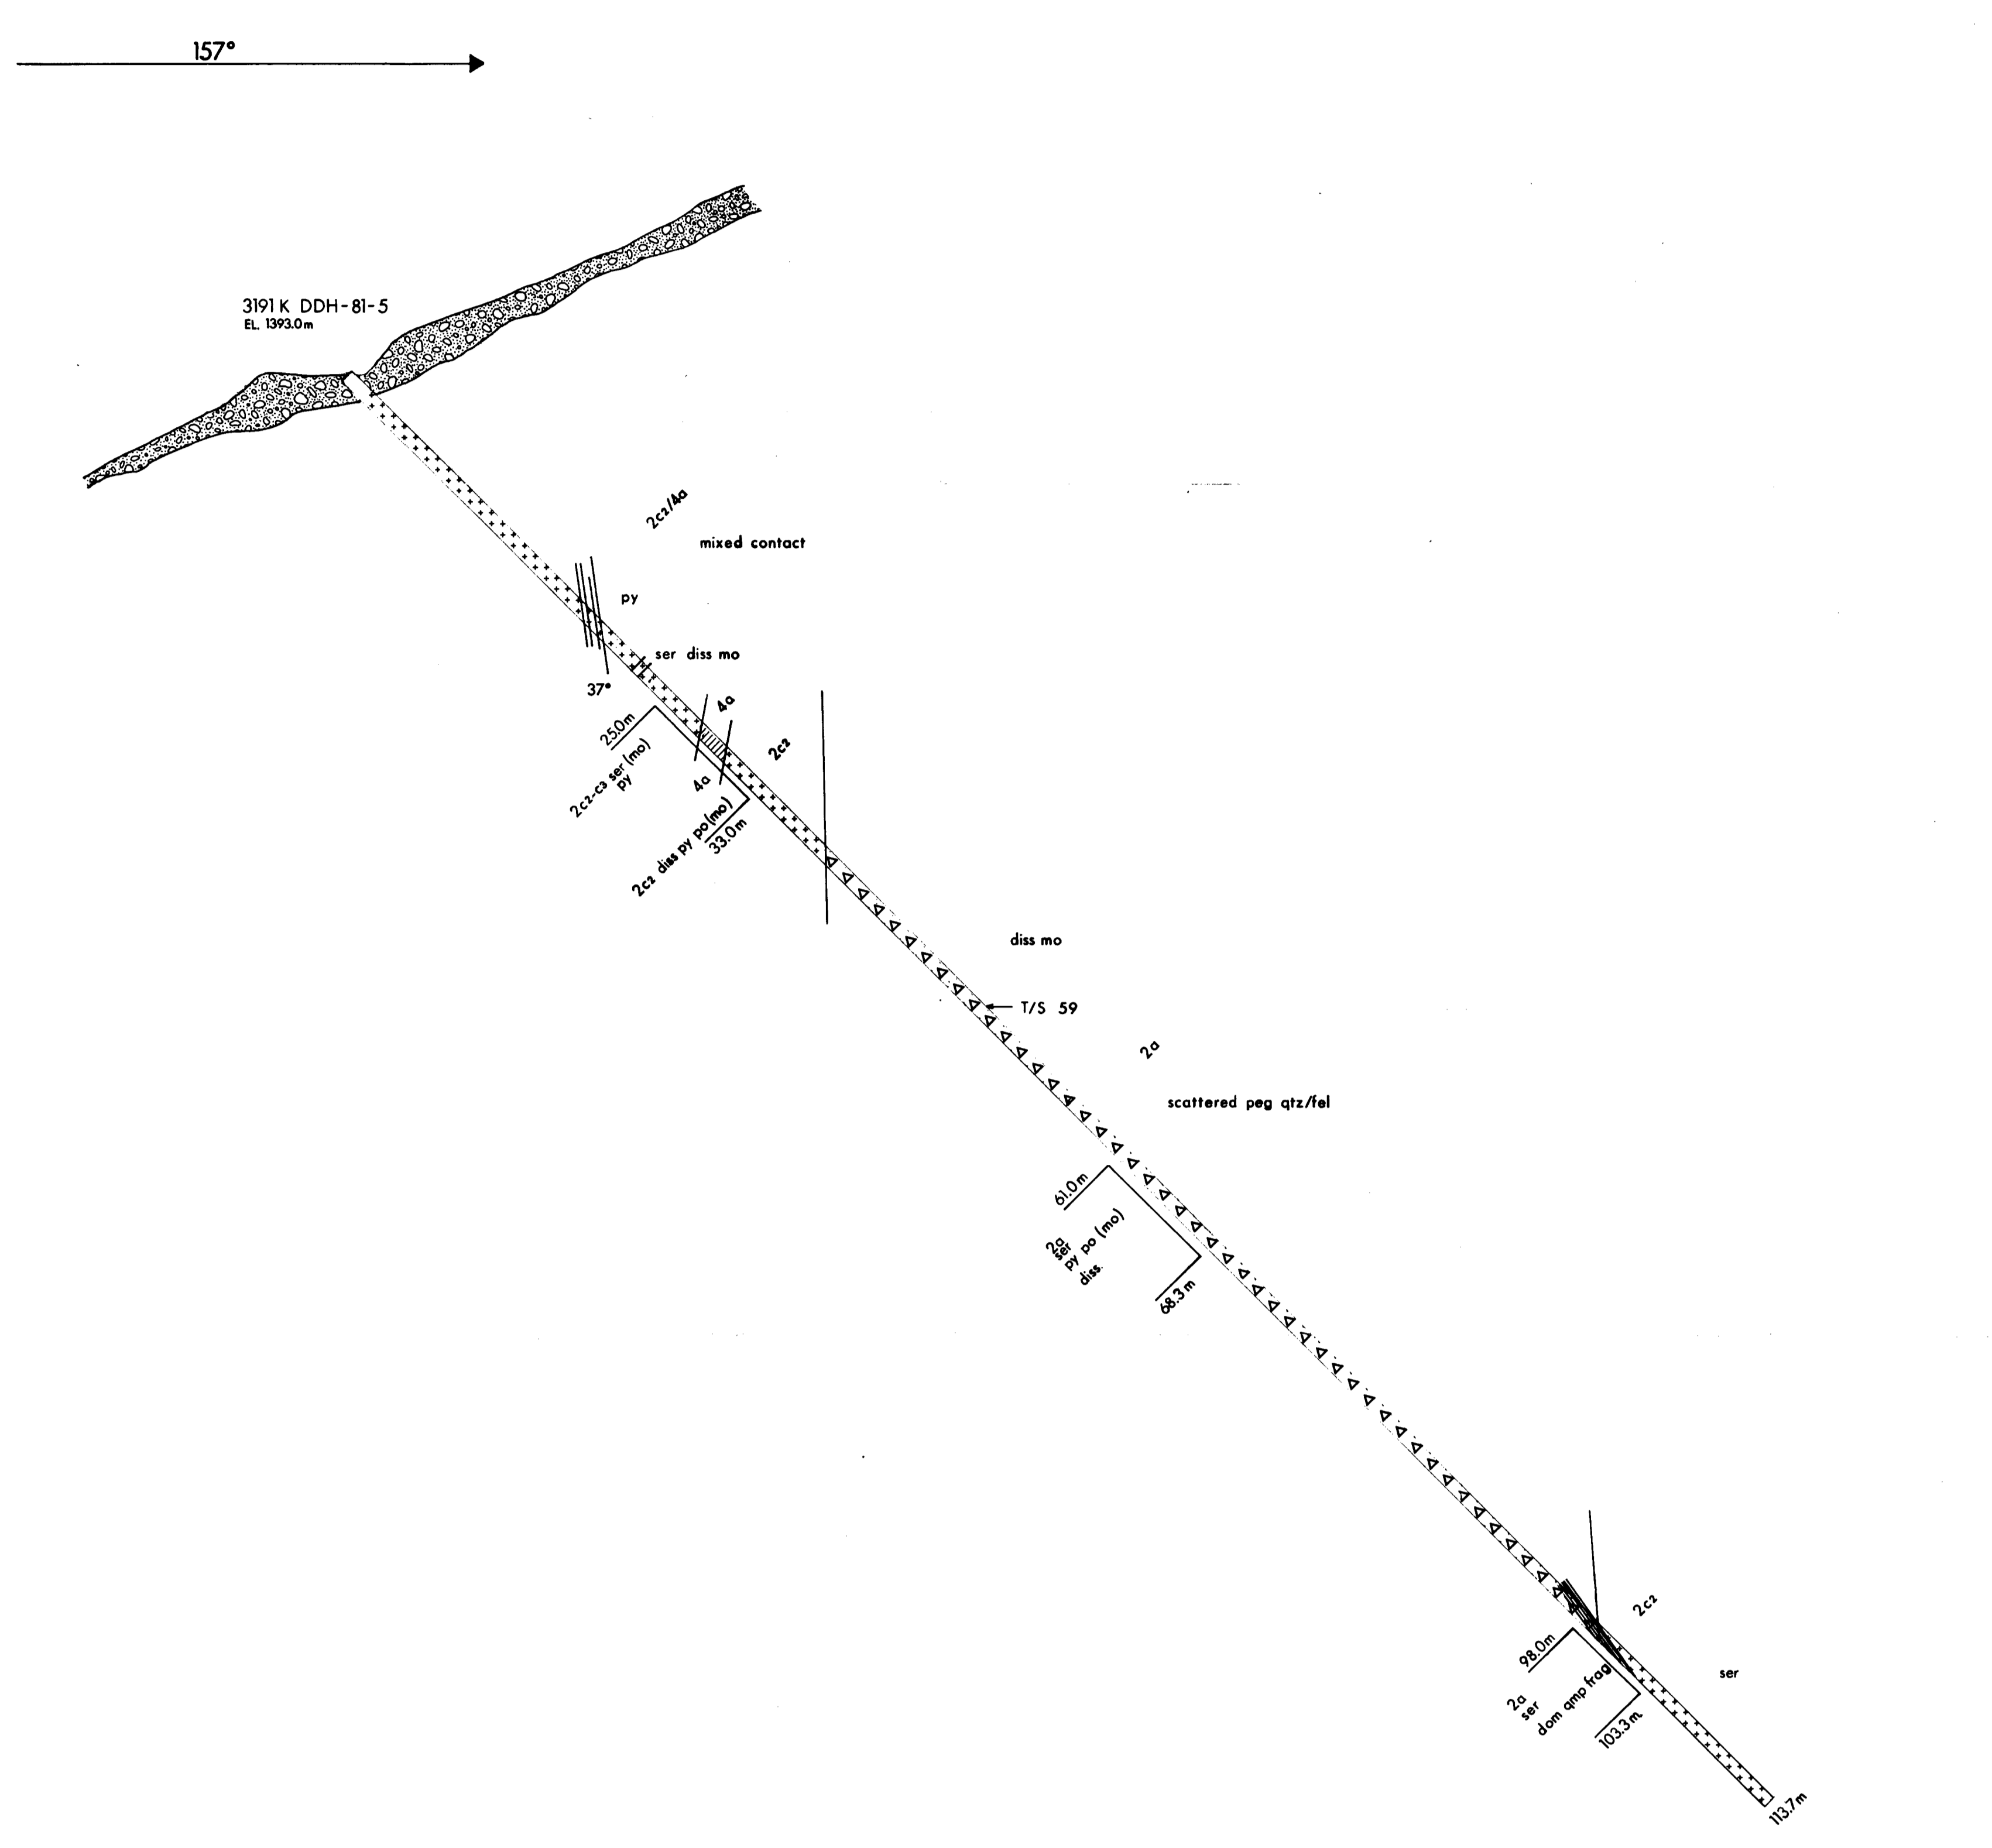 157°
3191 K DDH-81-5
EL. 1393.0m
2c2/4a
mixed contact
py
ser diss mo
37°
4a
25.0m
2c2
2c2-c3 ser (mo)
py
4a
2c2 diss py po (mo)
33.0m
diss mo
T/S 59
2a
scattered peg qtz/fel
61.0m
2a
ser
py po (mo)
diss.
68.3m
2c2
98.0m
ser
2a
ser
dom qmp frag
103.3m
113.7m